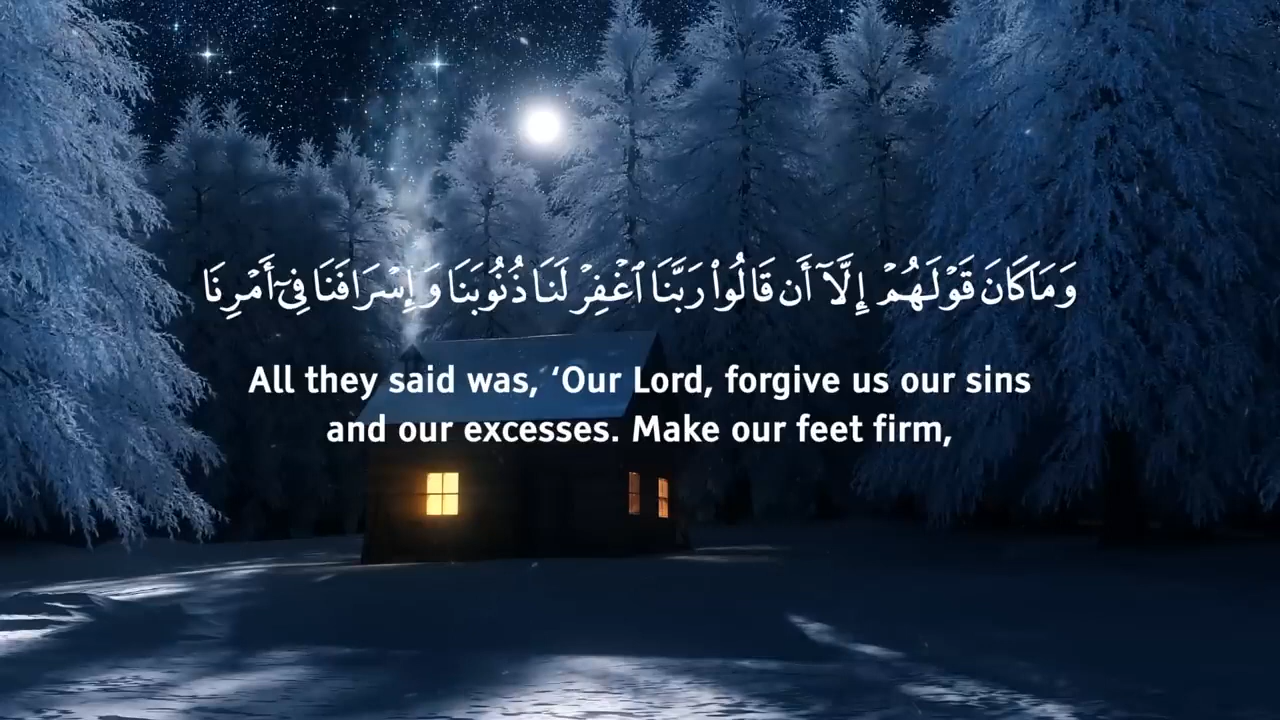 وَمَا كَانَ قَوْلَهُمْ إِلَّآ أَن قَالُوا۟ رَبَّنَا ٱغْفِرْ لَنَا ذُنُوبَنَا وَإِسْرَافَنَا فِىٓ أَمْرِنَا
All they said was, ‘Our Lord, forgive us our sins
and our excesses. Make our feet firm,